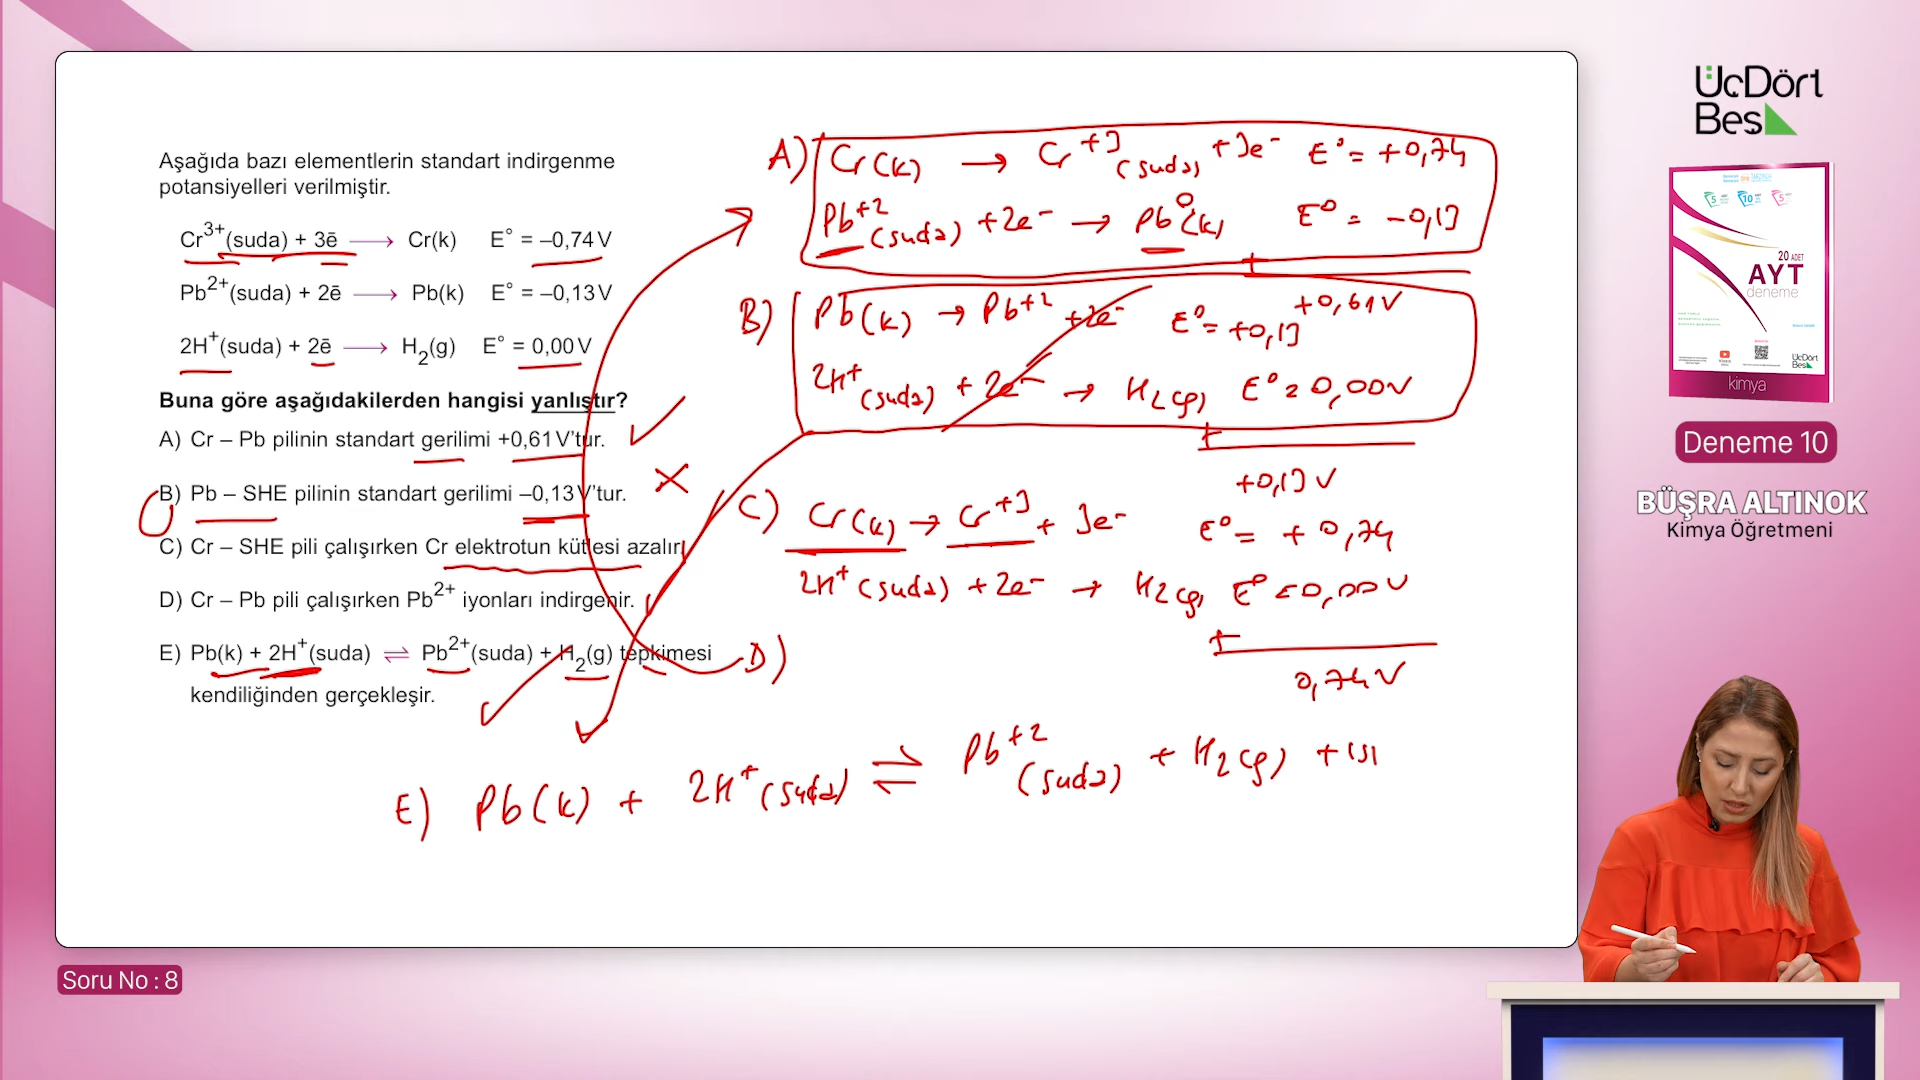 Aşağıda bazı elementlerin standart indirgenme
potansiyelleri verilmiştir.
Cr³⁺(suda) + 3ē ⟶ Cr(k) E° = –0,74 V
Pb²⁺(suda) + 2ē ⟶ Pb(k) E° = –0,13 V
2H⁺(suda) + 2ē ⟶ H₂(g) E° = 0,00 V
Buna göre aşağıdakilerden hangisi yanlıştır?
A) Cr – Pb pilinin standart gerilimi +0,61 V'tur.
B) Pb – SHE pilinin standart gerilimi –0,13 V'tur.
C) Cr – SHE pili çalışırken Cr elektrotun kütlesi azalır.
D) Cr – Pb pili çalışırken Pb²⁺ iyonları indirgenir.
E) Pb(k) + 2H⁺(suda) ⇌ Pb²⁺(suda) + H₂(g) tepkimesi
kendiliğinden gerçekleşir.
A) Cr(k) → Cr⁺³(suda) + 3e⁻ E° = +0,74
Pb⁺²(suda) + 2e⁻ → Pb⁰(k) E° = -0,13
+
+0,61 V
B) Pb(k) → Pb⁺² + 2e⁻ E° = +0,13
2H⁺(suda) + 2e⁻ → H₂(g) E° = 0,00 V
+
+0,13 V
C) Cr(k) → Cr⁺³ + 3e⁻ E° = +0,74
2H⁺(suda) + 2e⁻ → H₂(g) E° = 0,00 V
+
0,74 V
D)
E) Pb(k) + 2H⁺(suda) ⇌ Pb⁺²(suda) + H₂(g) + ısı
Soru No : 8
ÜçDört
Beş
20 ADET
AYT
deneme
ÜçDört
Beş
kimya
Deneme 10
BÜŞRA ALTINOK
Kimya Öğretmeni